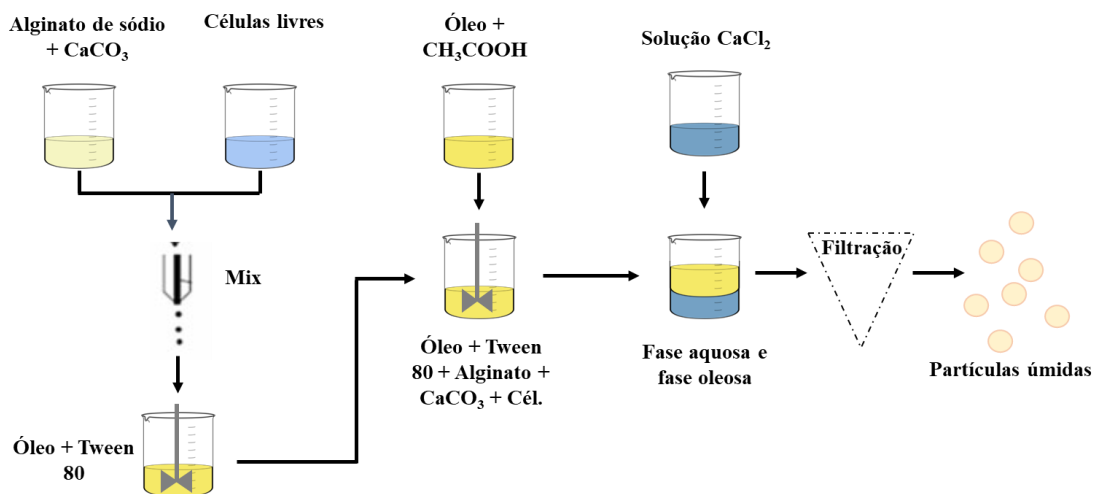 Alginato de sódio
+ CaCO₃
Células livres
Óleo +
CH₃COOH
Solução CaCl₂
Mix
Filtração
Óleo + Tween
80 + Alginato +
CaCO₃ + Cél.
Fase aquosa e
fase oleosa
Partículas úmidas
Óleo + Tween
80